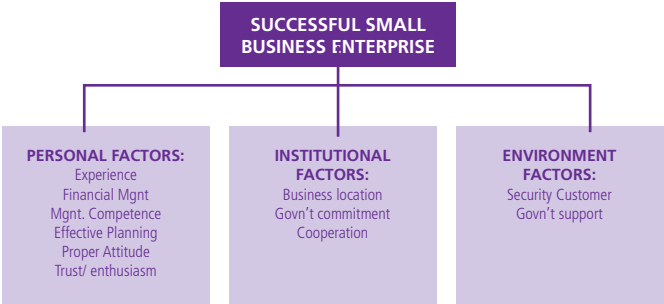 SUCCESSFUL SMALL
BUSINESS ENTERPRISE
PERSONAL FACTORS:
Experience
Financial Mgnt
Mgnt. Competence
Effective Planning
Proper Attitude
Trust/ enthusiasm
INSTITUTIONAL
FACTORS:
Business location
Govn't commitment
Cooperation
ENVIRONMENT
FACTORS:
Security Customer
Govn't support